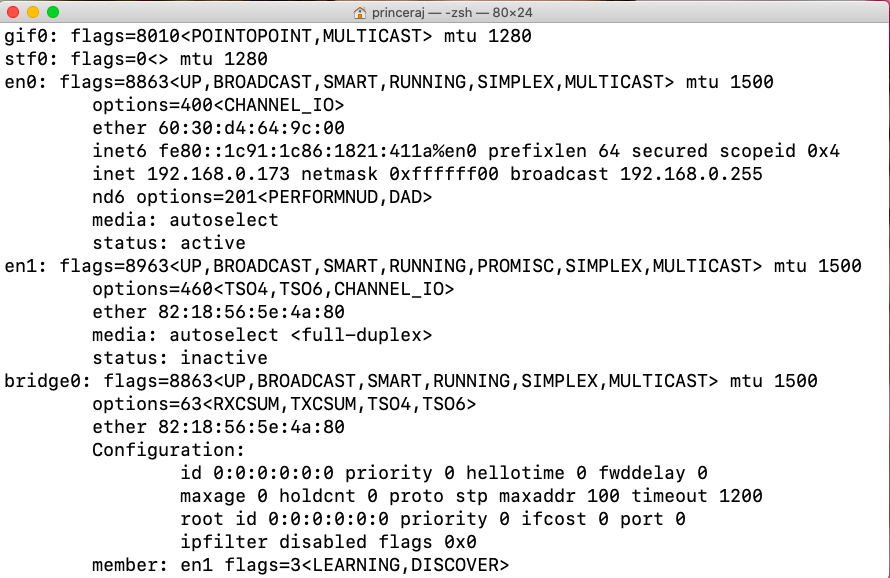 princeraj — -zsh — 80×24
gif0: flags=8010<POINTOPOINT,MULTICAST> mtu 1280
stf0: flags=0<> mtu 1280
en0: flags=8863<UP,BROADCAST,SMART,RUNNING,SIMPLEX,MULTICAST> mtu 1500
        options=400<CHANNEL_IO>
        ether 60:30:d4:64:9c:00
        inet6 fe80::1c91:1c86:1821:411a%en0 prefixlen 64 secured scopeid 0x4
        inet 192.168.0.173 netmask 0xffffff00 broadcast 192.168.0.255
        nd6 options=201<PERFORMNUD,DAD>
        media: autoselect
        status: active
en1: flags=8963<UP,BROADCAST,SMART,RUNNING,PROMISC,SIMPLEX,MULTICAST> mtu 1500
        options=460<TSO4,TSO6,CHANNEL_IO>
        ether 82:18:56:5e:4a:80
        media: autoselect <full-duplex>
        status: inactive
bridge0: flags=8863<UP,BROADCAST,SMART,RUNNING,SIMPLEX,MULTICAST> mtu 1500
        options=63<RXCSUM,TXCSUM,TSO4,TSO6>
        ether 82:18:56:5e:4a:80
        Configuration:
                id 0:0:0:0:0:0 priority 0 hellotime 0 fwddelay 0
                maxage 0 holdcnt 0 proto stp maxaddr 100 timeout 1200
                root id 0:0:0:0:0:0 priority 0 ifcost 0 port 0
                ipfilter disabled flags 0x0
        member: en1 flags=3<LEARNING,DISCOVER>